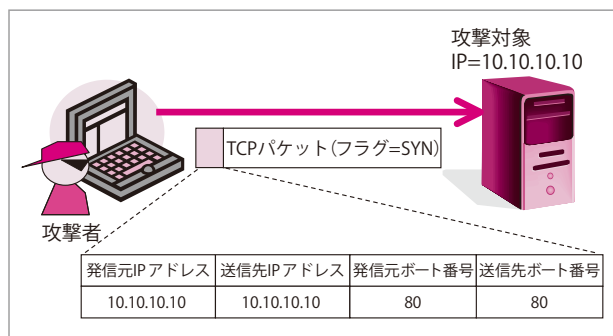 攻撃対象
IP=10.10.10.10
TCPパケット(フラグ=SYN)
攻撃者
発信元IPアドレス 送信先IPアドレス 発信元ポート番号 送信先ポート番号
10.10.10.10 10.10.10.10 80 80